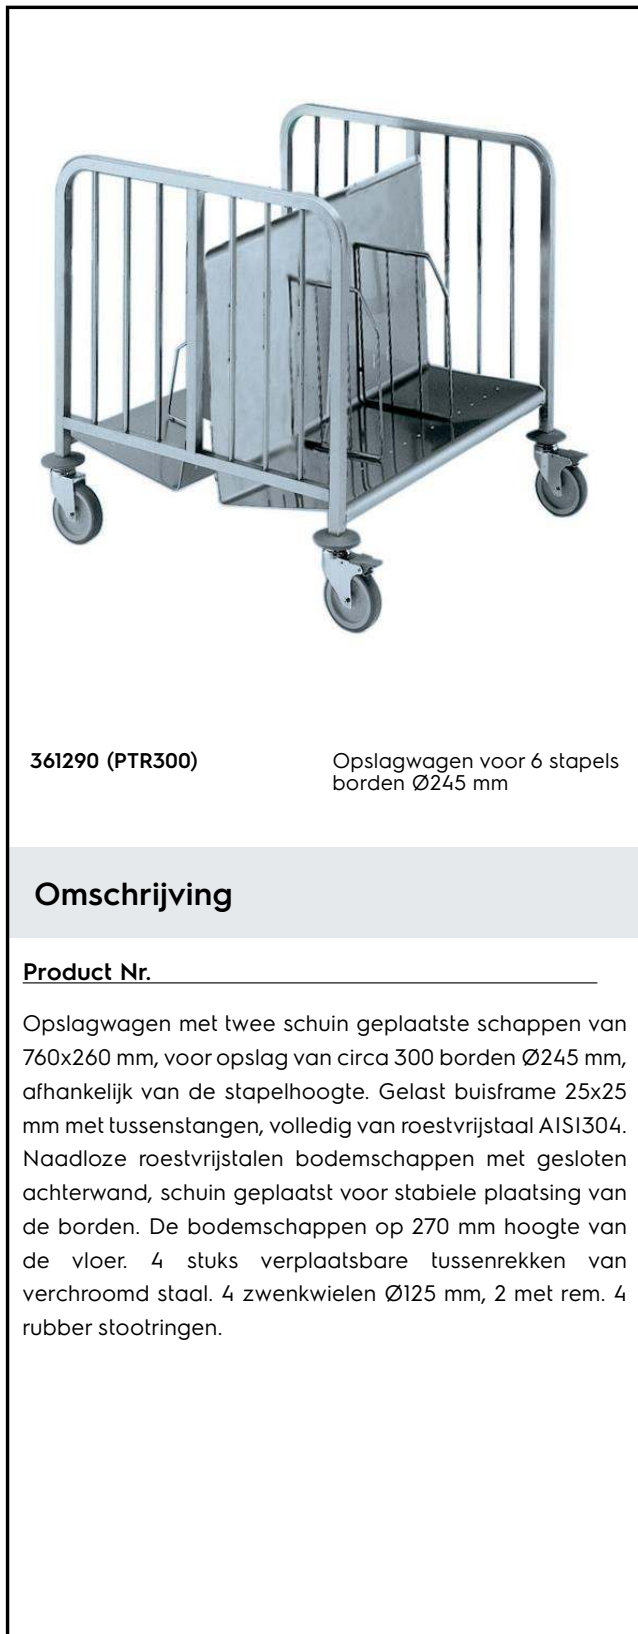 361290 (PTR300)
Opslagwagen voor 6 stapels
borden Ø245 mm
Omschrijving
Product Nr.
Opslagwagen met twee schuin geplaatste schappen van
760x260 mm, voor opslag van circa 300 borden Ø245 mm,
afhankelijk van de stapelhoogte. Gelast buisframe 25x25
mm met tussenstangen, volledig van roestvrijstaal AISI304.
Naadloze roestvrijstalen bodemschappen met gesloten
achterwand, schuin geplaatst voor stabiele plaatsing van
de borden. De bodemschappen op 270 mm hoogte van
de vloer. 4 stuks verplaatsbare tussenrekken van
verchroomd staal. 4 zwenkwielen Ø125 mm, 2 met rem. 4
rubber stootringen.